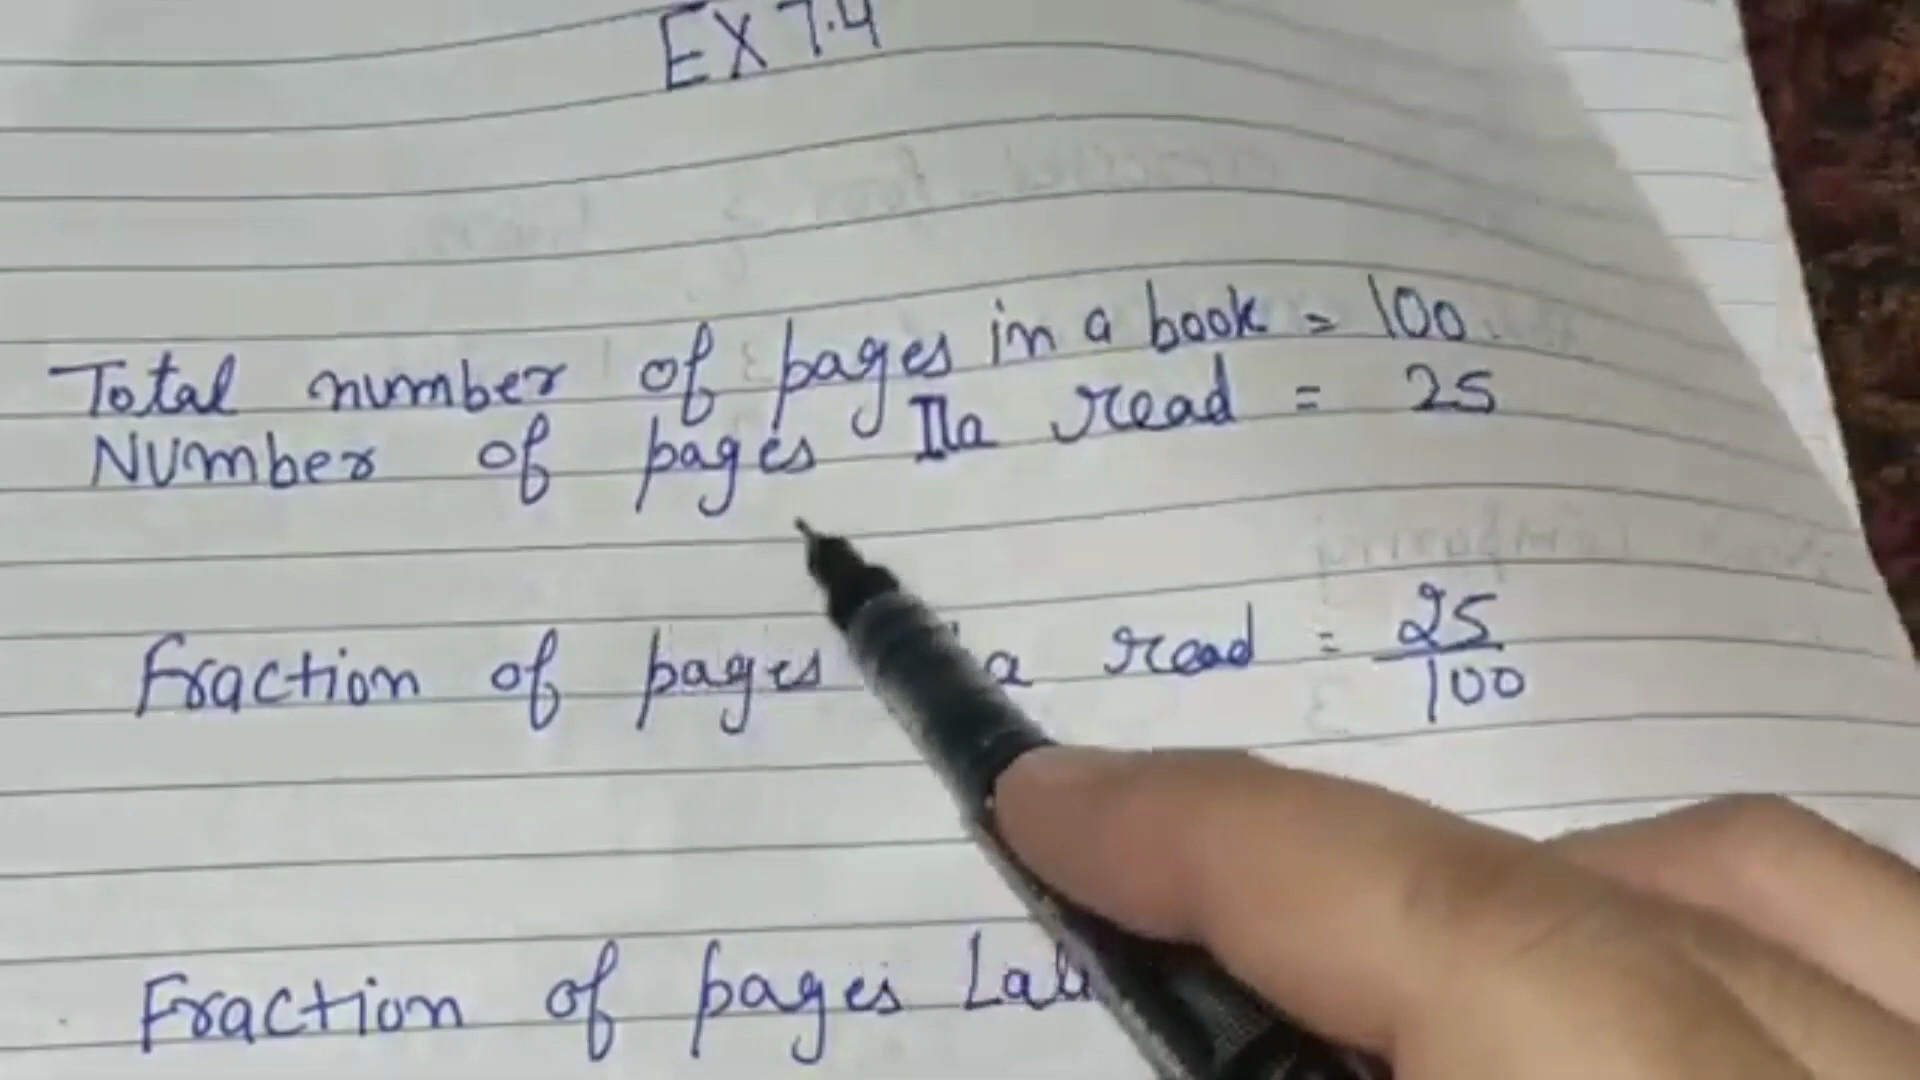 EX 7.4
Total number of pages in a book = 100
Number of pages Ila read = 25
Fraction of pages read = 25/100
Fraction of pages